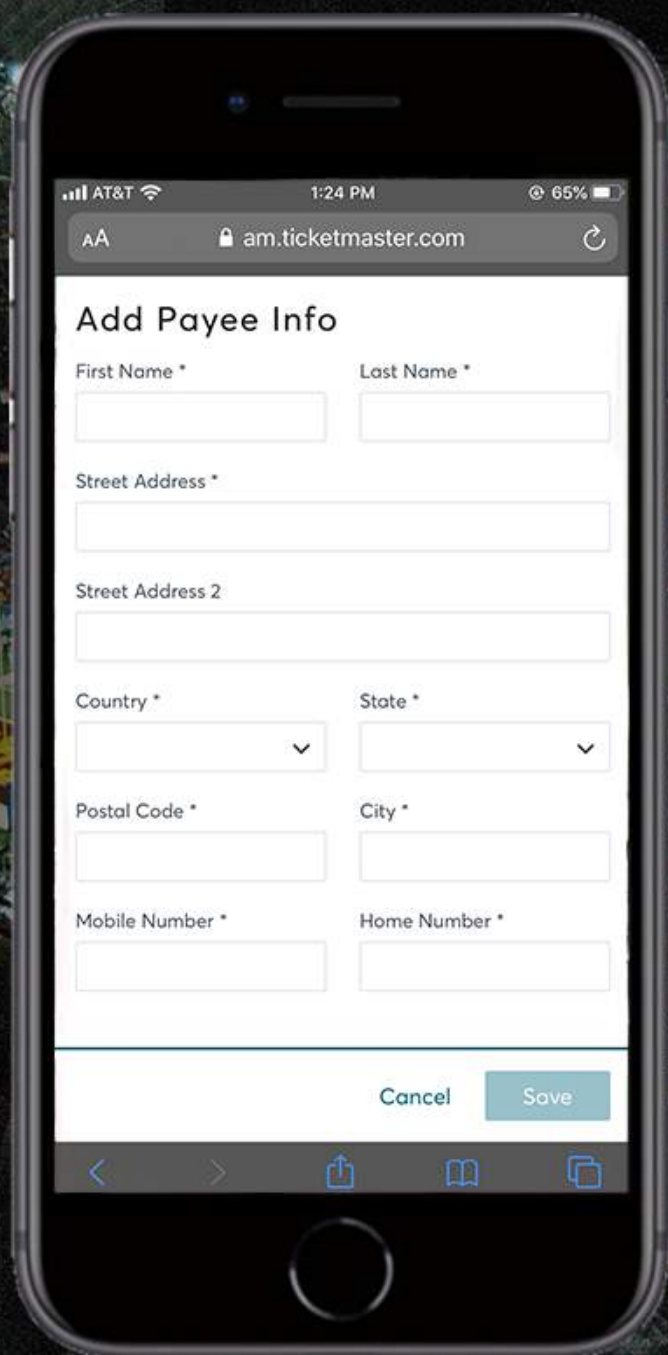 AT&T 1:24 PM 65%
AA am.ticketmaster.com
Add Payee Info
First Name * Last Name *
Street Address *
Street Address 2
Country * State *
Postal Code * City *
Mobile Number * Home Number *
Cancel Save